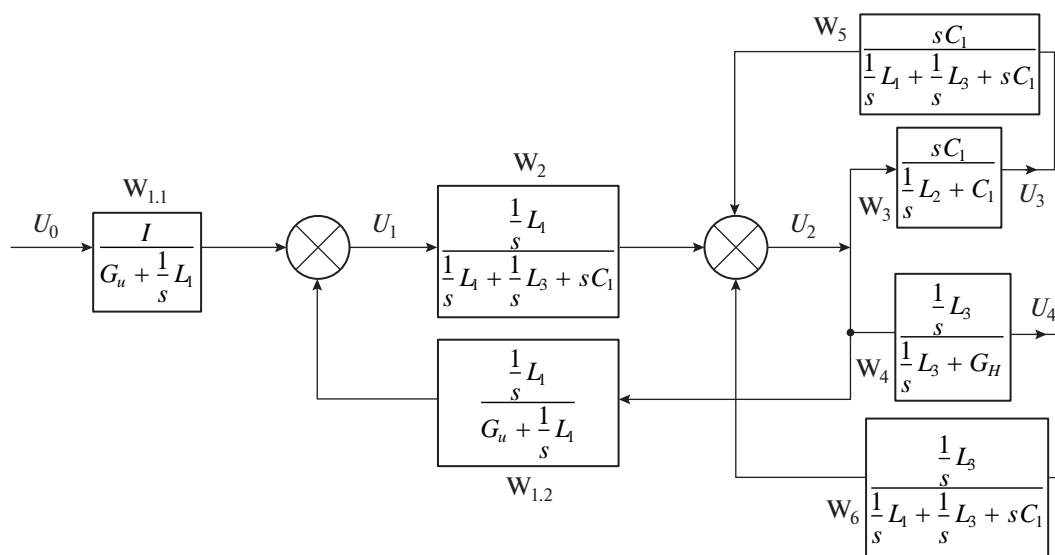 W₅
sC₁
1/s L₁ + 1/s L₃ + sC₁
W₂
sC₁
1/s L₂ + C₁
W₃
U₃
W₁.₁
U₀
I
Gᵤ + 1/s L₁
U₁
1/s L₁
1/s L₁ + 1/s L₃ + sC₁
U₂
1/s L₃
1/s L₃ + G_H
U₄
W₄
1/s L₁
Gᵤ + 1/s L₁
W₁.₂
1/s L₃
1/s L₁ + 1/s L₃ + sC₁
W₆